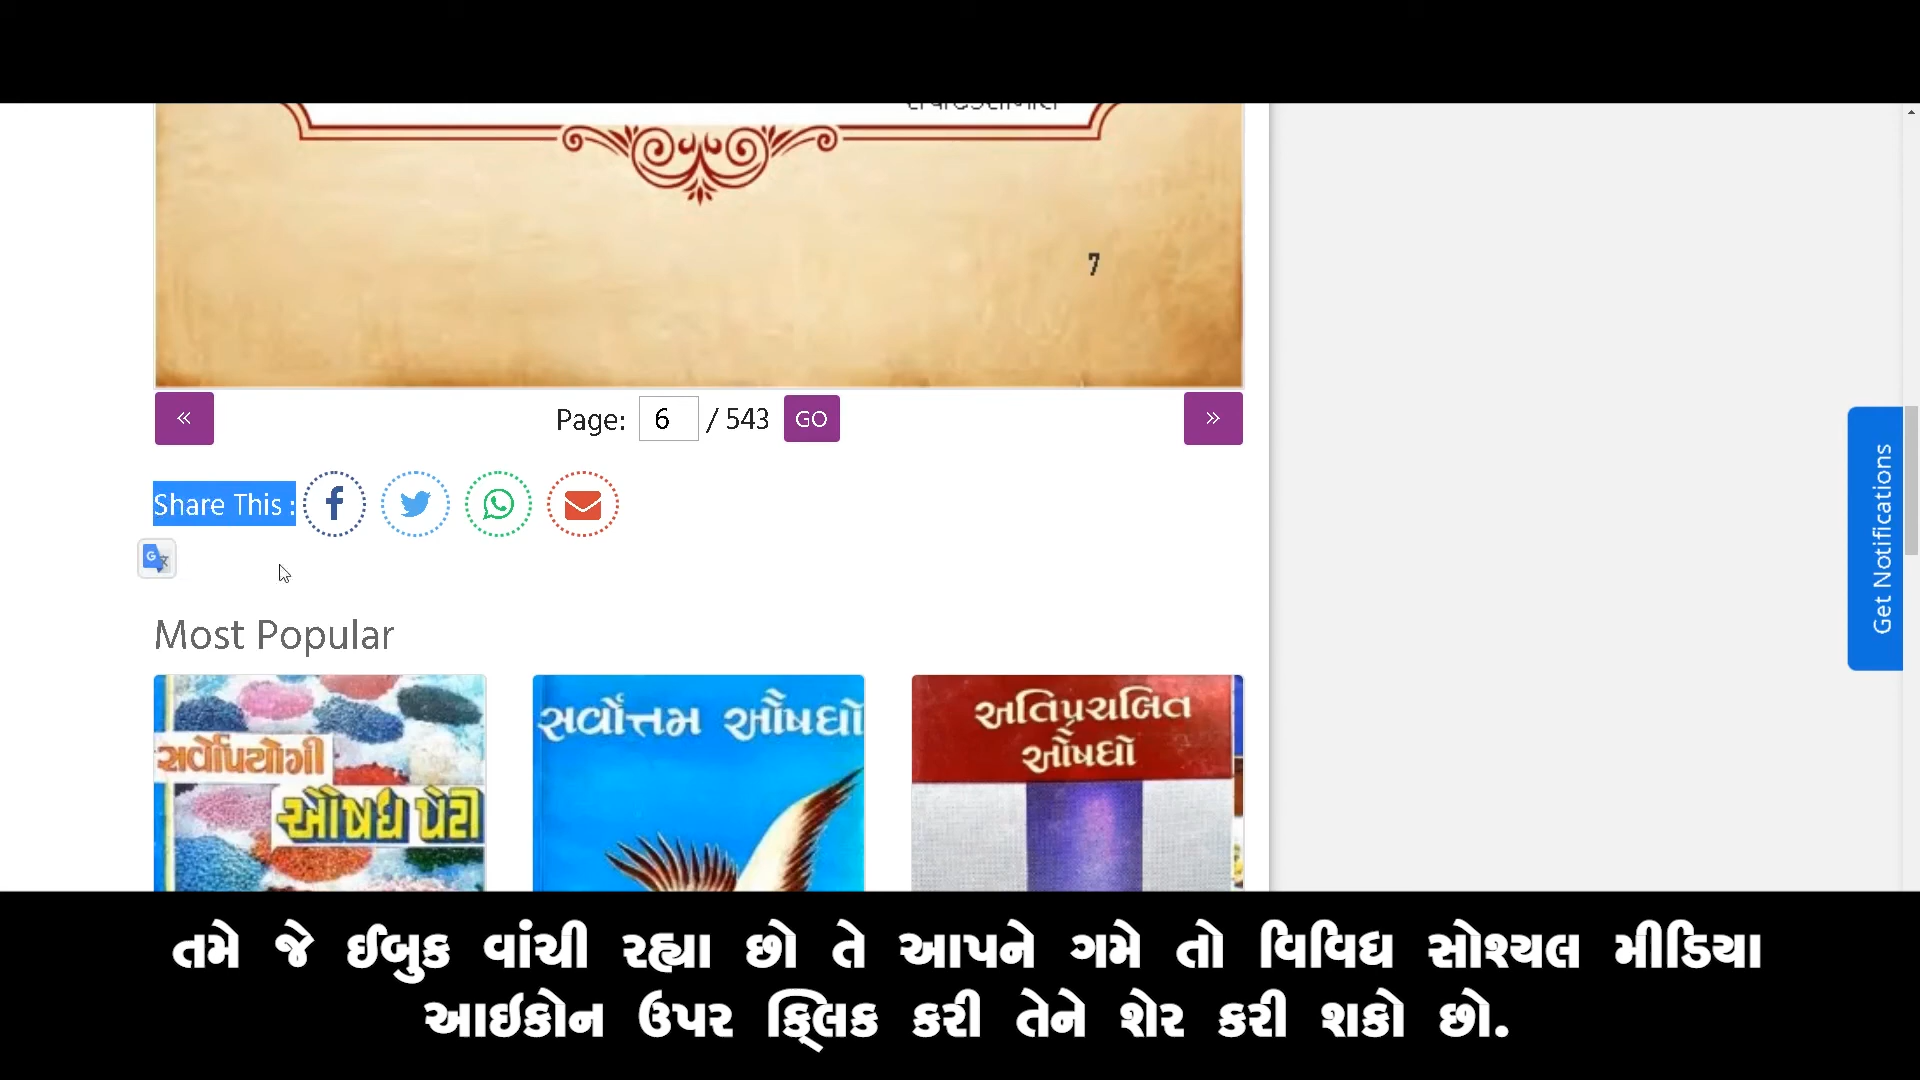 7
«
Page: 6 / 543 GO
»
Share This :
Get Notifications
Most Popular
સર્વોપયોગી
ઔષધ પેટી
સર્વોત્તમ ઔષધો
અતિપ્રચલિત
ઔષધો
તમે જે ઈબુક વાંચી રહ્યા છો તે આપને ગમે તો વિવિધ સોશ્યલ મીડિયા
આઇકોન ઉપર ક્લિક કરી તેને શેર કરી શકો છો.